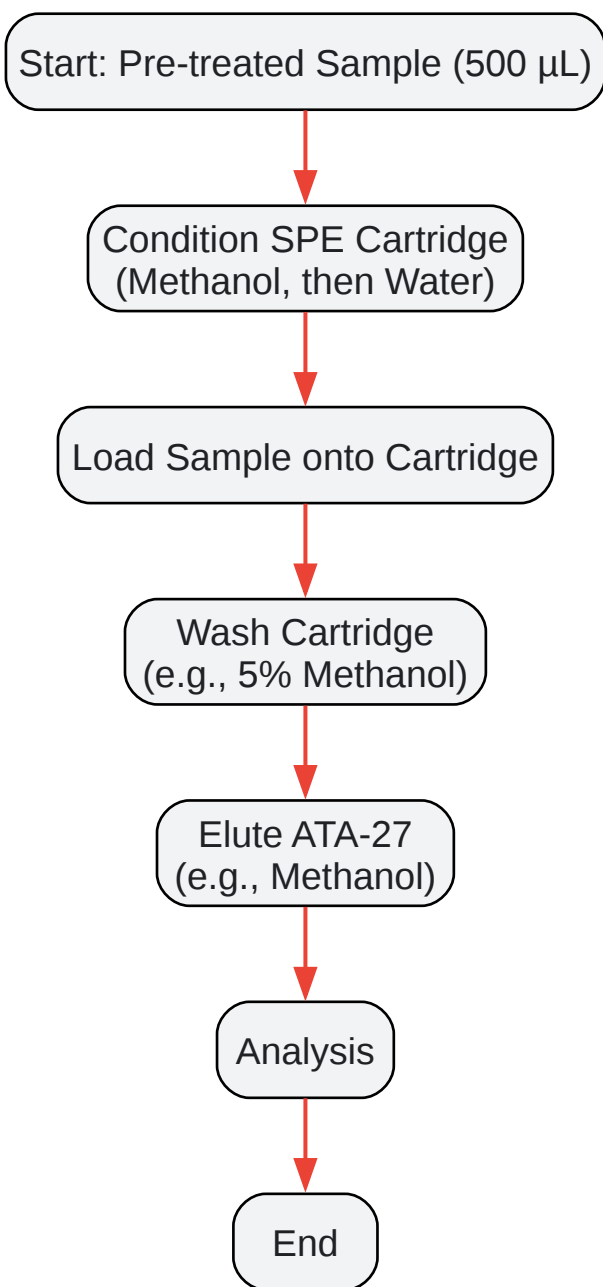 Start: Pre-treated Sample (500 µL)
Condition SPE Cartridge
(Methanol, then Water)
Load Sample onto Cartridge
Wash Cartridge
(e.g., 5% Methanol)
Elute ATA-27
(e.g., Methanol)
Analysis
End